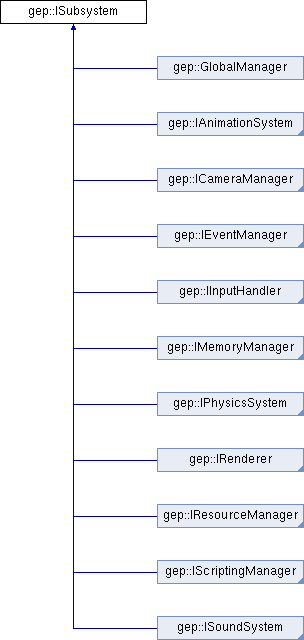 gep::ISubsystem
gep::GlobalManager
gep::IAnimationSystem
gep::ICameraManager
gep::IEventManager
gep::IInputHandler
gep::IMemoryManager
gep::IPhysicsSystem
gep::IRenderer
gep::IResourceManager
gep::IScriptingManager
gep::ISoundSystem